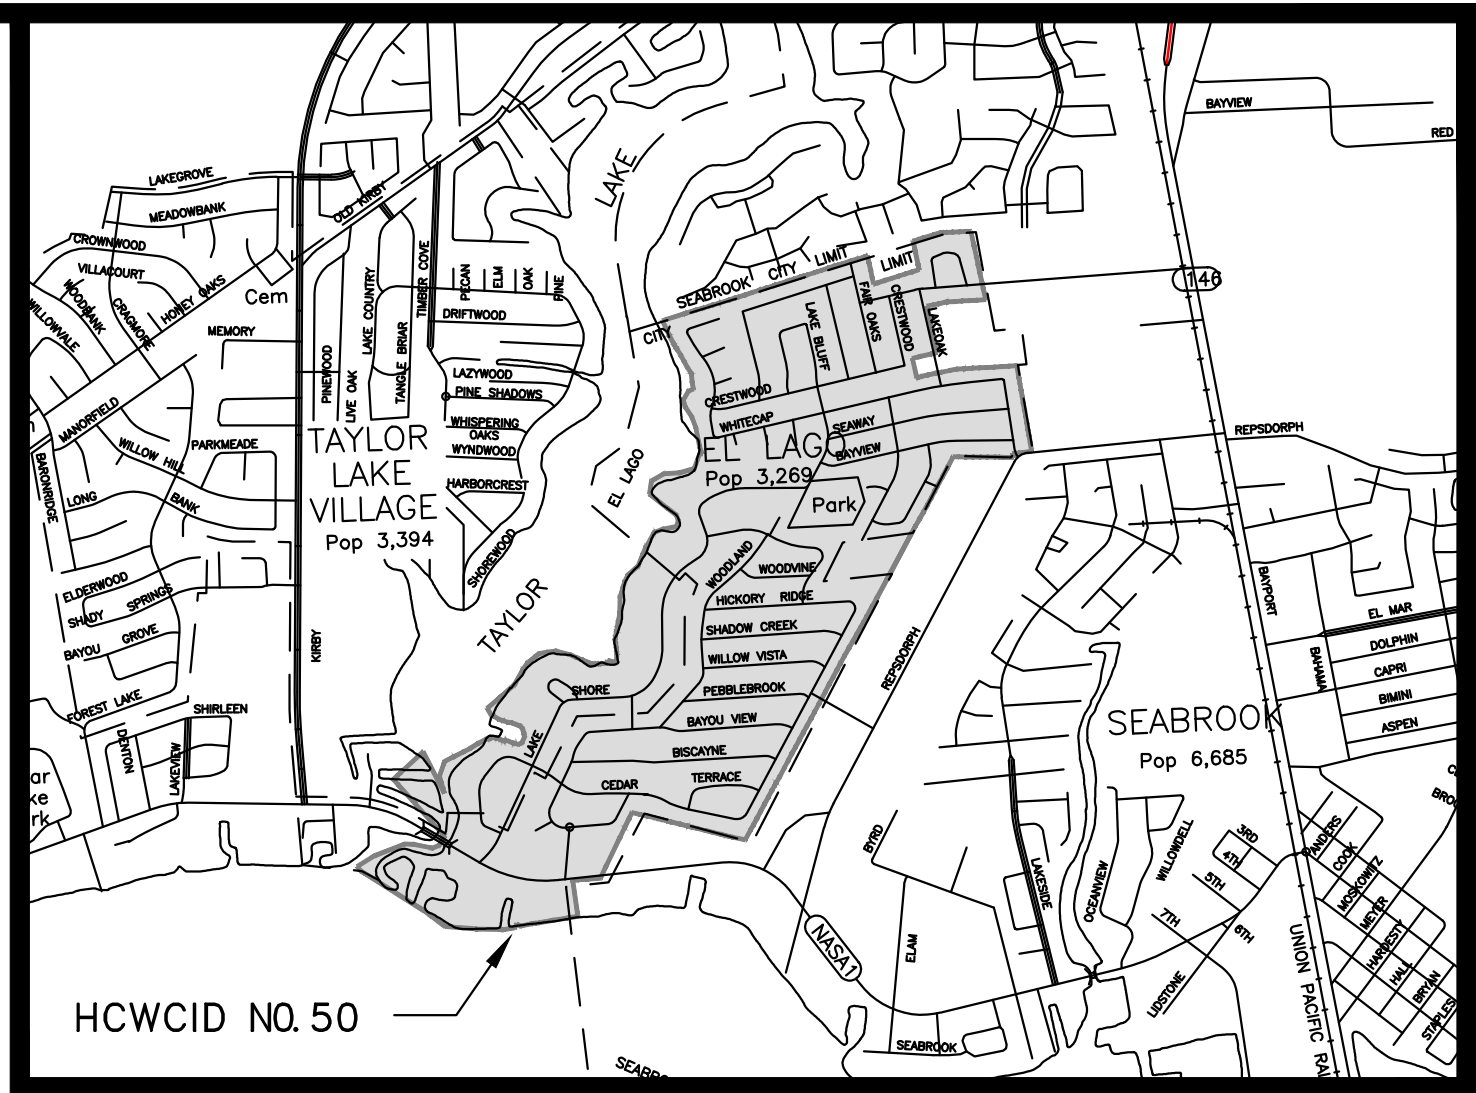 BAYVIEW
RED
LAKEGROVE
LAKE
MEADOWBANK
OLD KIRBY
CROWNWOOD
VILLACOURT
WOODBANK
WILLOWVALE
CRAGMORE
HONEY OAKS
Cem
MEMORY
PINEWOOD
LIVE OAK
LAKE COUNTRY
TANGLE BRIAR
TIMBER COVE
PECAN
ELM
OAK
PINE
DRIFTWOOD
SEABROOK CITY LIMIT
LIMIT
CITY
146
LAKE BLUFF
FAIR OAKS
CRESTWOOD
LAKEOAK
LAZYWOOD
PINE SHADOWS
CRESTWOOD
WHITECAP
SEAWAY
BAYVIEW
WHISPERING
OAKS
WYNDWOOD
HARBORCREST
SHOREWOOD
MANORFIELD
WILLOW HILL
PARKMEADE
BARONRIDGE
LONG
BANK
TAYLOR
LAKE
VILLAGE
Pop 3,394
EL LAGO
EL LAGO
Pop 3,269
Park
REPSDORPH
WOODLAND
WOODVINE
HICKORY RIDGE
SHADOW CREEK
WILLOW VISTA
PEBBLEBROOK
BAYOU VIEW
BISCAYNE
CEDAR
TERRACE
SHORE
LAKE
TAYLOR
REPSDORPH
ELDERWOOD
SHADY SPRINGS
BAYOU GROVE
KIRBY
FOREST LAKE
SHIRLEEN
DENTON
LAKEVIEW
ar
ke
rk
BAYPORT
BAHAMA
EL MAR
DOLPHIN
CAPRI
BIMINI
ASPEN
SEABROOK
Pop 6,685
BRO
BYRD
LAKESIDE
OCEANVIEW
WILLOWDELL
3RD
4TH
5TH
6TH
7TH
LIDSTONE
ANDERS
COOK
MOSKOWITZ
MEYER
HARDESTY
HALL
BRYAN
STAPLES
ELAM
NASA1
SEABROOK
UNION PACIFIC RAI
HCWCID NO. 50
SEABRO